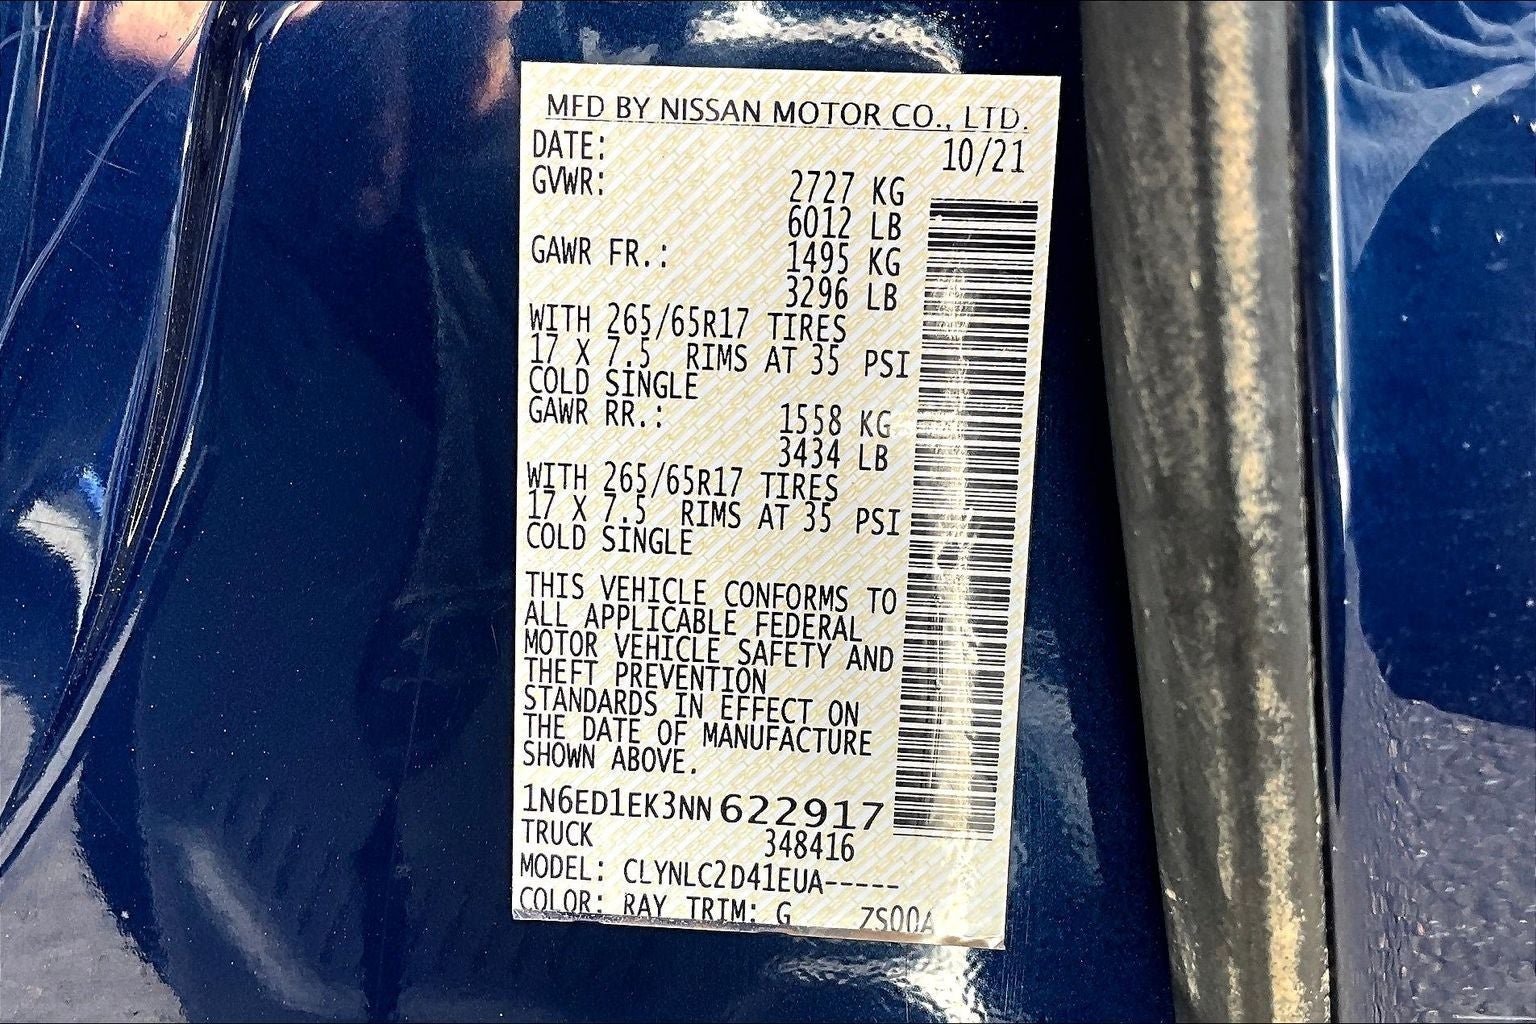 MFD BY NISSAN MOTOR CO., LTD.
DATE: 10/21
GVWR: 2727 KG
6012 LB
GAWR FR.: 1495 KG
3296 LB
WITH 265/65R17 TIRES
17 X 7.5 RIMS AT 35 PSI
COLD SINGLE
GAWR RR.: 1558 KG
3434 LB
WITH 265/65R17 TIRES
17 X 7.5 RIMS AT 35 PSI
COLD SINGLE
THIS VEHICLE CONFORMS TO
ALL APPLICABLE FEDERAL
MOTOR VEHICLE SAFETY AND
THEFT PREVENTION
STANDARDS IN EFFECT ON
THE DATE OF MANUFACTURE
SHOWN ABOVE.
1N6ED1EK3NN622917
TRUCK 348416
MODEL: CLYNLC2D41EUA-----
COLOR: RAY TRIM: G ZS00A